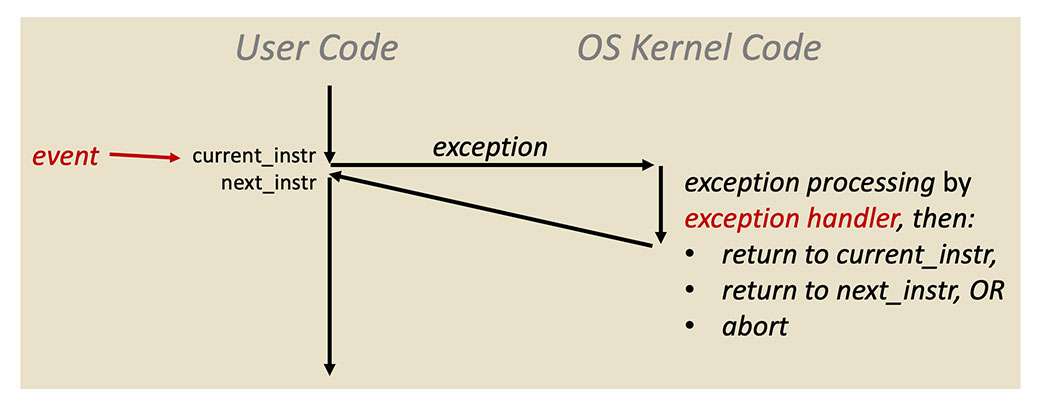 User Code
OS Kernel Code
event
current_instr
next_instr
exception
exception processing by
exception handler, then:
• return to current_instr,
• return to next_instr, OR
• abort